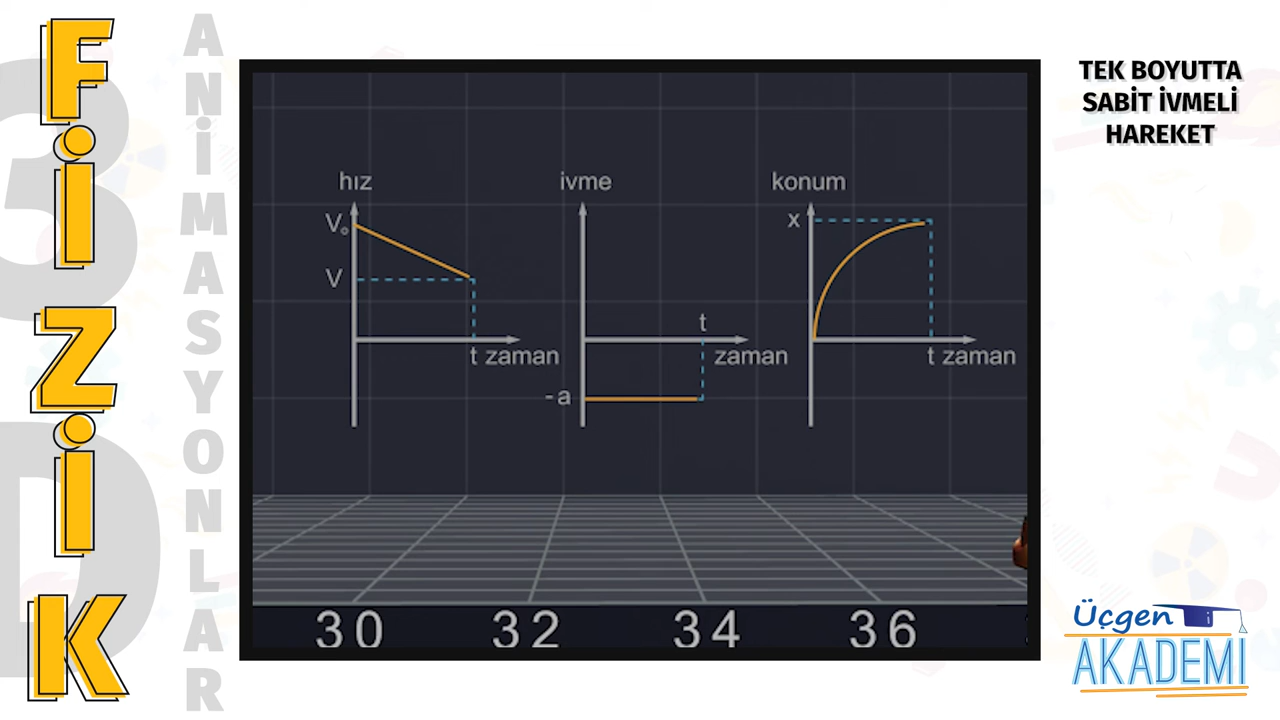 FİZİK
3D
ANİMASYONLAR
TEK BOYUTTA
SABİT İVMELİ
HAREKET
hız
V₀
V
t zaman
ivme
t
zaman
-a
konum
x
t zaman
30 32 34 36
Üçgen
AKADEMİ